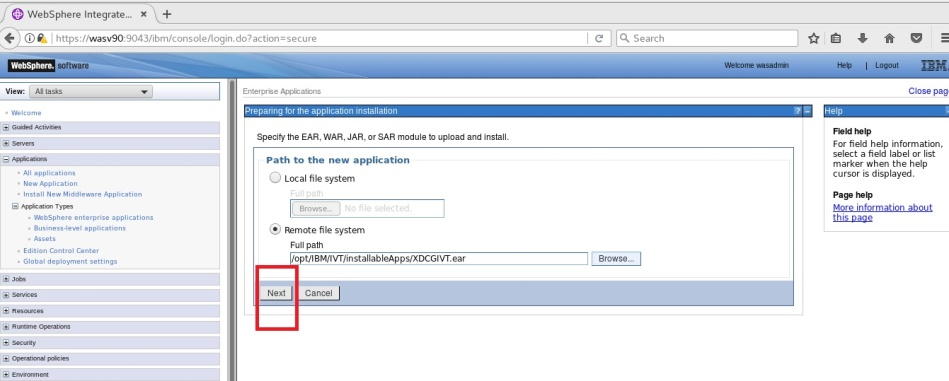 WebSphere Integrate...
https://wasv90:9043/ibm/console/login.do?action=secure
Search
WebSphere. software
Welcome wasadmin
Help | Logout
IBM.
View: All tasks
Welcome
Guided Activities
Servers
Applications
All applications
New Application
Install New Middleware Application
Application Types
WebSphere enterprise applications
Business-level applications
Assets
Edition Control Center
Global deployment settings
Jobs
Services
Resources
Runtime Operations
Security
Operational policies
Environment
Enterprise Applications
Close pag
Preparing for the application installation
? –
Specify the EAR, WAR, JAR, or SAR module to upload and install.
Path to the new application
Local file system
Full path
Browse... No file selected.
Remote file system
Full path
/opt/IBM/IVT/installableApps/XDCGIVT.ear
Browse...
Next
Cancel
Help
Field help
For field help information,
select a field label or list
marker when the help
cursor is displayed.
Page help
More information about
this page